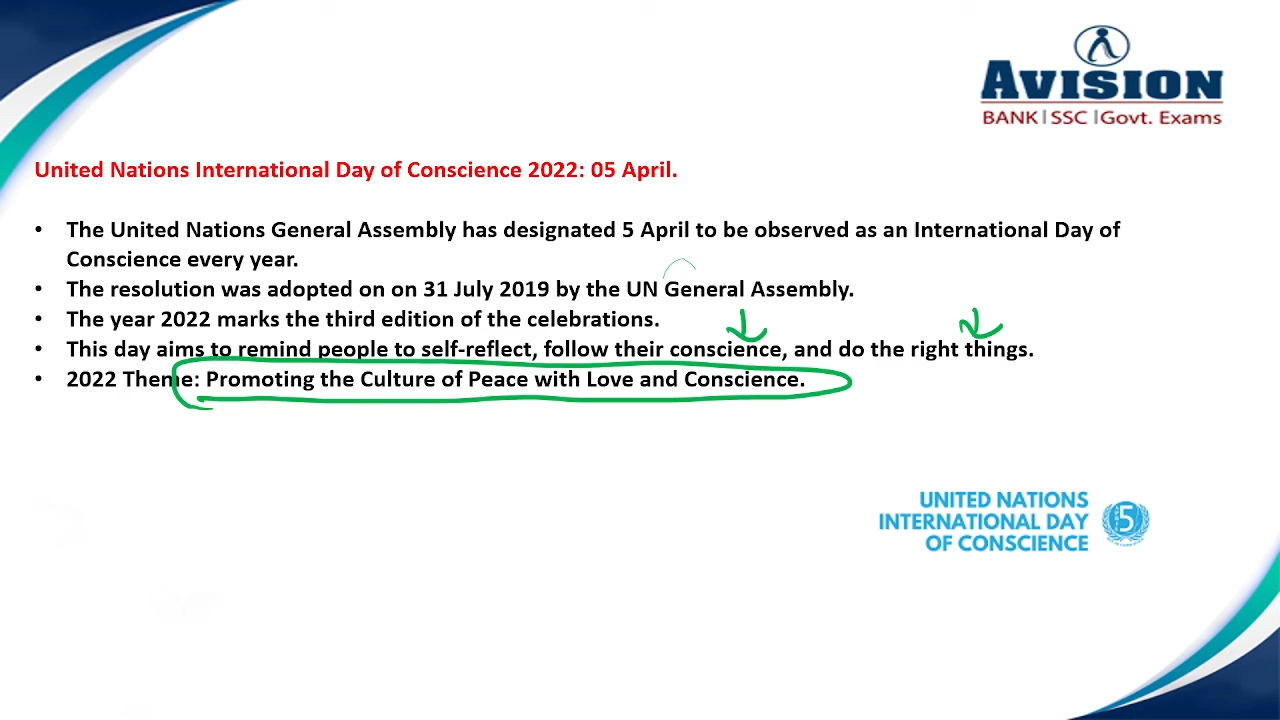 AVISION
BANK | SSC | Govt. Exams
United Nations International Day of Conscience 2022: 05 April.
• The United Nations General Assembly has designated 5 April to be observed as an International Day of
Conscience every year.
• The resolution was adopted on on 31 July 2019 by the UN General Assembly.
• The year 2022 marks the third edition of the celebrations.
• This day aims to remind people to self-reflect, follow their conscience, and do the right things.
• 2022 Theme: Promoting the Culture of Peace with Love and Conscience.
UNITED NATIONS
INTERNATIONAL DAY
OF CONSCIENCE
5